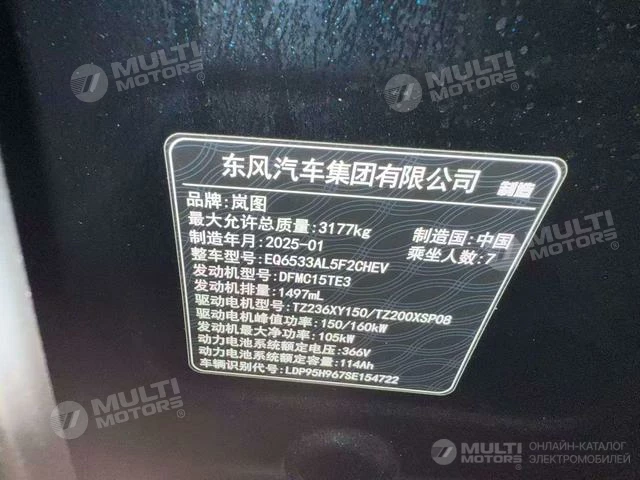 MULTI MOTORS
MULTI MOTORS
东风汽车集团有限公司 制造
品牌:岚图
最大允许总质量:3177kg
制造年月:2025-01 制造国:中国
整车型号:EQ6533AL5F2CHEV 乘坐人数:7
发动机型号:DFMC15TE3
发动机排量:1497mL
驱动电机型号:TZ236XY150/TZ200XSP08
驱动电机峰值功率:150/160kW
发动机最大净功率:105kW
动力电池系统额定电压:366V
动力电池系统额定容量:114Ah
车辆识别代号:LDP95H967SE154722
MULTI MOTORS
MULTI MOTORS
MULTI MOTORS
ОНЛАЙН-КАТАЛОГ
ЭЛЕКТРОМОБИЛЕЙ